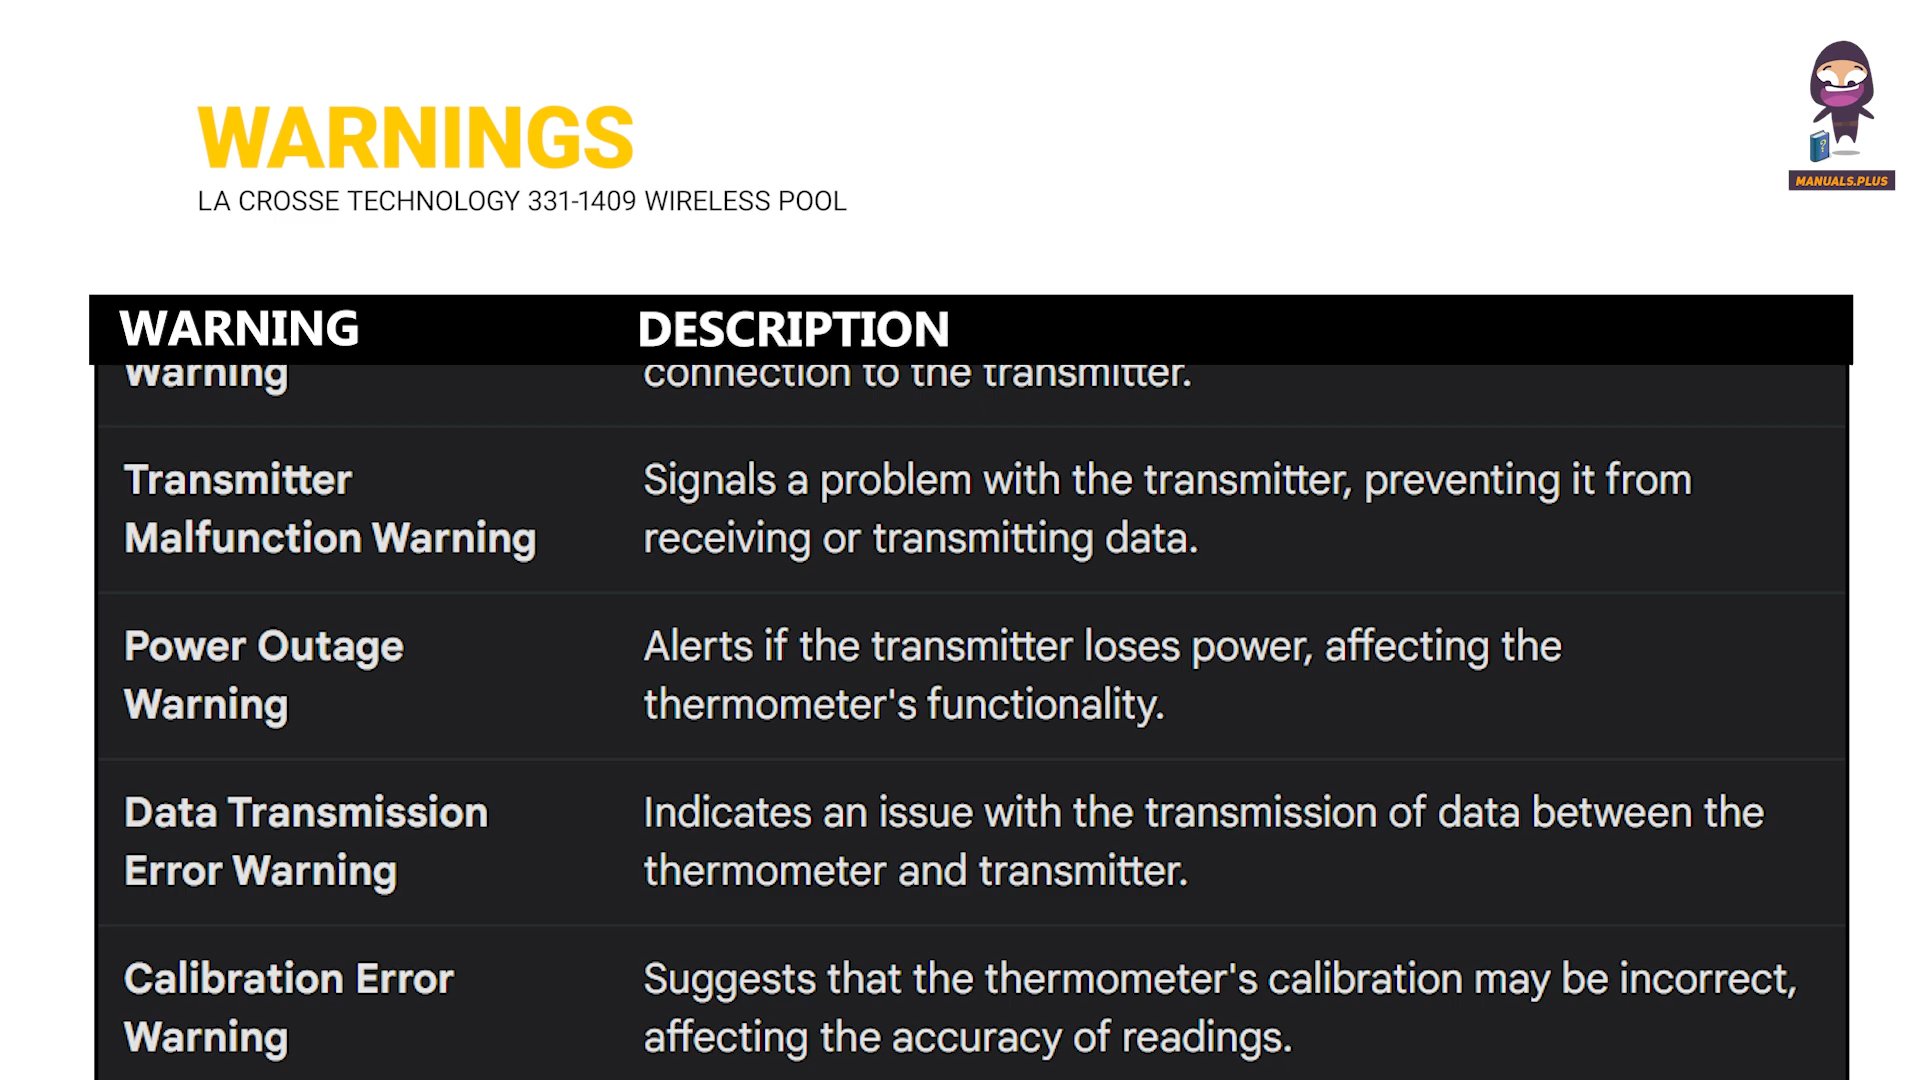 WARNINGS
LA CROSSE TECHNOLOGY 331-1409 WIRELESS POOL
MANUALS.PLUS
WARNING DESCRIPTION
Warning connection to the transmitter.
Transmitter Signals a problem with the transmitter, preventing it from
Malfunction Warning receiving or transmitting data.
Power Outage Alerts if the transmitter loses power, affecting the
Warning thermometer's functionality.
Data Transmission Indicates an issue with the transmission of data between the
Error Warning thermometer and transmitter.
Calibration Error Suggests that the thermometer's calibration may be incorrect,
Warning affecting the accuracy of readings.